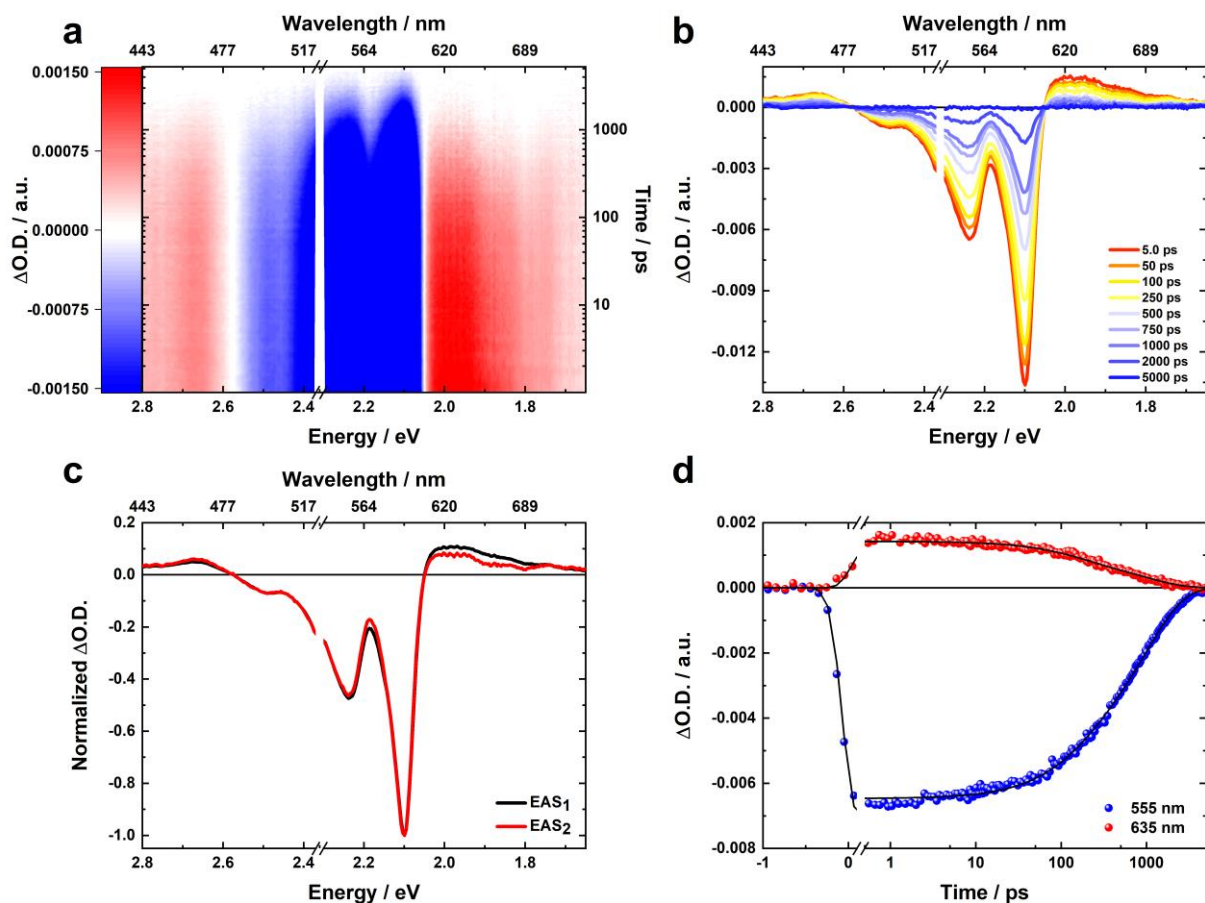 a
Wavelength / nm
443 477 517 564 620 689
ΔO.D. / a.u.
0.00150
0.00075
0.00000
-0.00075
-0.00150
1000
100
10
Time / ps
2.8 2.6 2.4 2.2 2.0 1.8
Energy / eV
b
Wavelength / nm
443 477 517 564 620 689
ΔO.D. / a.u.
0.000
-0.003
-0.006
-0.009
-0.012
5.0 ps
50 ps
100 ps
250 ps
500 ps
750 ps
1000 ps
2000 ps
5000 ps
2.8 2.6 2.4 2.2 2.0 1.8
Energy / eV
c
Wavelength / nm
443 477 517 564 620 689
Normalized ΔO.D.
0.2
0.0
-0.2
-0.4
-0.6
-0.8
-1.0
EAS1
EAS2
2.8 2.6 2.4 2.2 2.0 1.8
Energy / eV
d
ΔO.D. / a.u.
0.002
0.000
-0.002
-0.004
-0.006
-0.008
555 nm
635 nm
-1 0 1 10 100 1000
Time / ps